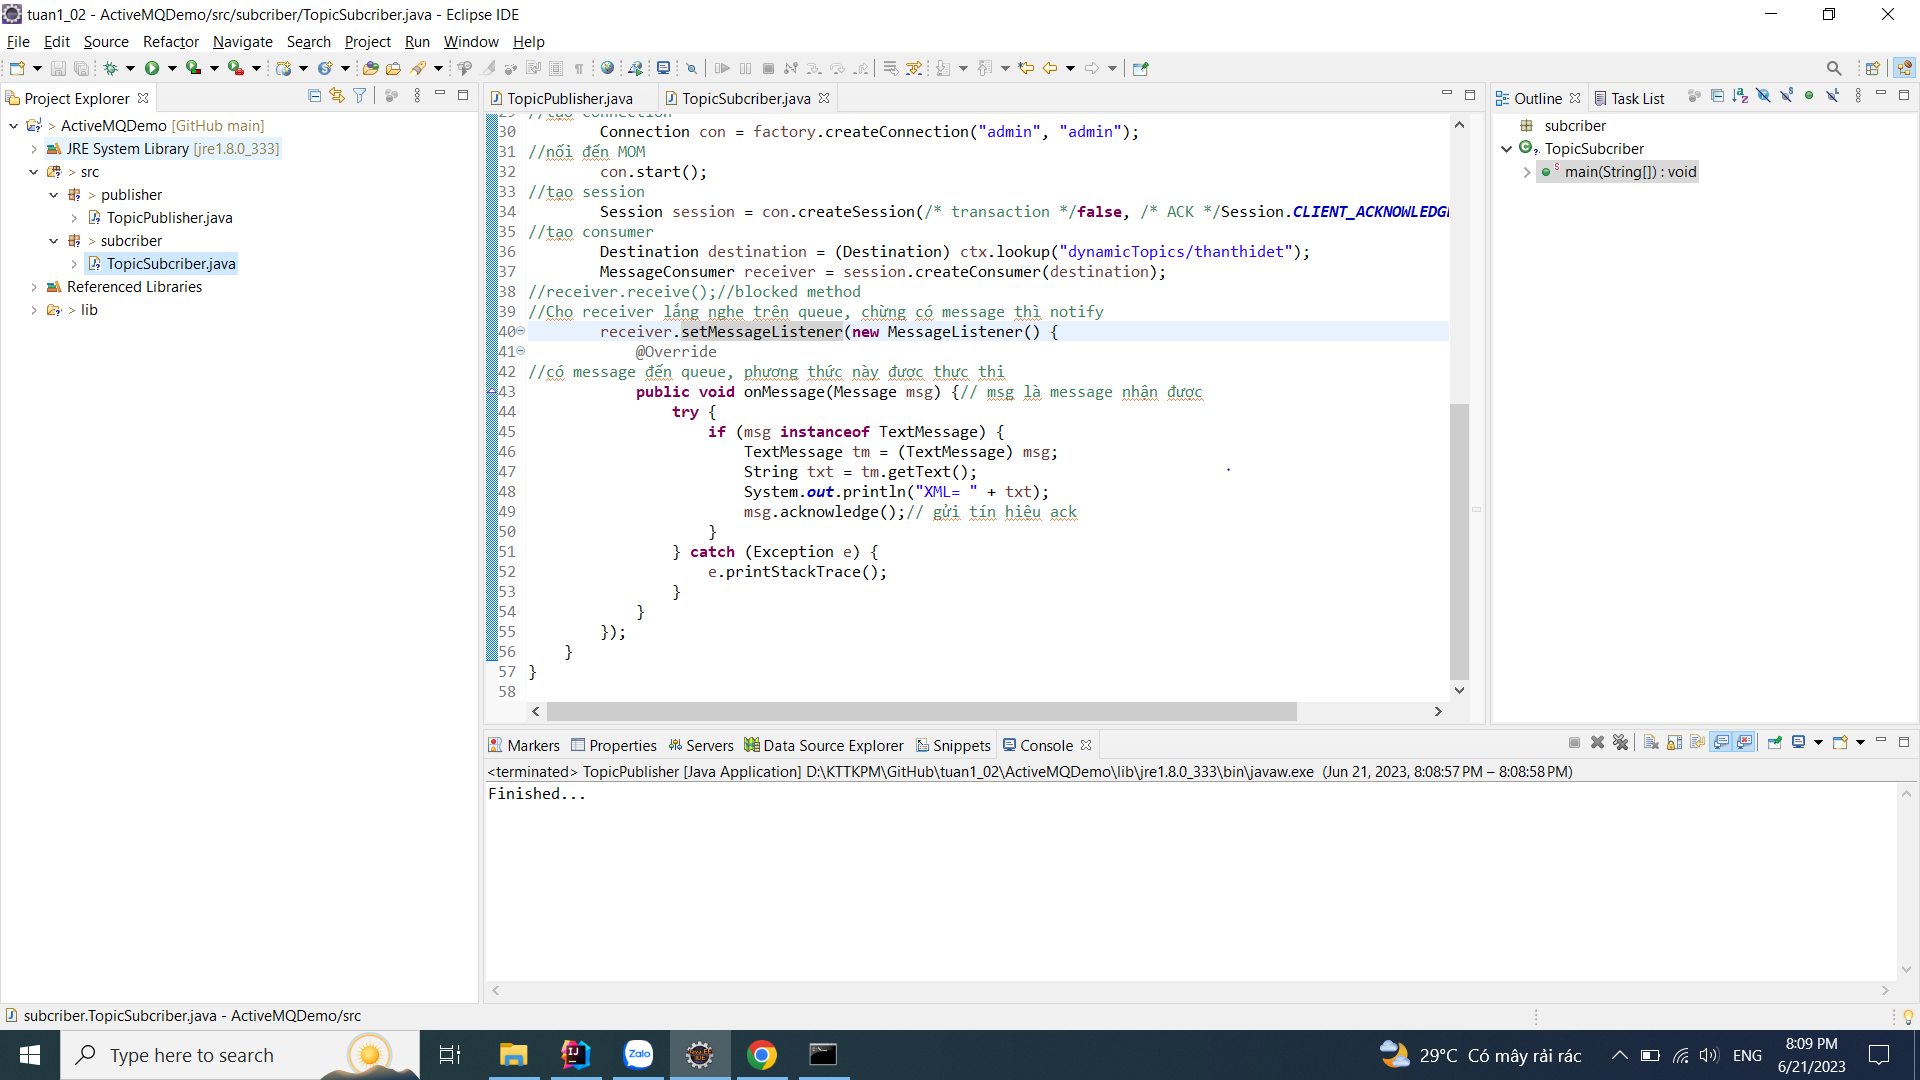 tuan1_02 - ActiveMQDemo/src/subcriber/TopicSubcriber.java - Eclipse IDE
File Edit Source Refactor Navigate Search Project Run Window Help
Project Explorer
> ActiveMQDemo [GitHub main]
JRE System Library [jre1.8.0_333]
> src
> publisher
TopicPublisher.java
> subcriber
TopicSubcriber.java
Referenced Libraries
> lib
TopicPublisher.java TopicSubcriber.java
29 //tạo connection
30 Connection con = factory.createConnection("admin", "admin");
31 //nối đến MOM
32 con.start();
33 //tạo session
34 Session session = con.createSession(/* transaction */false, /* ACK */Session.CLIENT_ACKNOWLEDGE
35 //tạo consumer
36 Destination destination = (Destination) ctx.lookup("dynamicTopics/thanthidet");
37 MessageConsumer receiver = session.createConsumer(destination);
38 //receiver.receive();//blocked method
39 //Cho receiver lắng nghe trên queue, chừng có message thì notify
40 receiver.setMessageListener(new MessageListener() {
41 @Override
42 //có message đến queue, phương thức này được thực thi
43 public void onMessage(Message msg) {// msg là message nhận được
44 try {
45 if (msg instanceof TextMessage) {
46 TextMessage tm = (TextMessage) msg;
47 String txt = tm.getText();
48 System.out.println("XML= " + txt);
49 msg.acknowledge();// gửi tín hiệu ack
50 }
51 } catch (Exception e) {
52 e.printStackTrace();
53 }
54 }
55 });
56 }
57 }
58
Outline Task List
subcriber
TopicSubcriber
main(String[]) : void
Markers Properties Servers Data Source Explorer Snippets Console
<terminated> TopicPublisher [Java Application] D:\KTTKPM\GitHub\tuan1_02\ActiveMQDemo\lib\jre1.8.0_333\bin\javaw.exe (Jun 21, 2023, 8:08:57 PM – 8:08:58 PM)
Finished...
subcriber.TopicSubcriber.java - ActiveMQDemo/src
Type here to search
Zalo
29°C Có mây rải rác
ENG
8:09 PM
6/21/2023